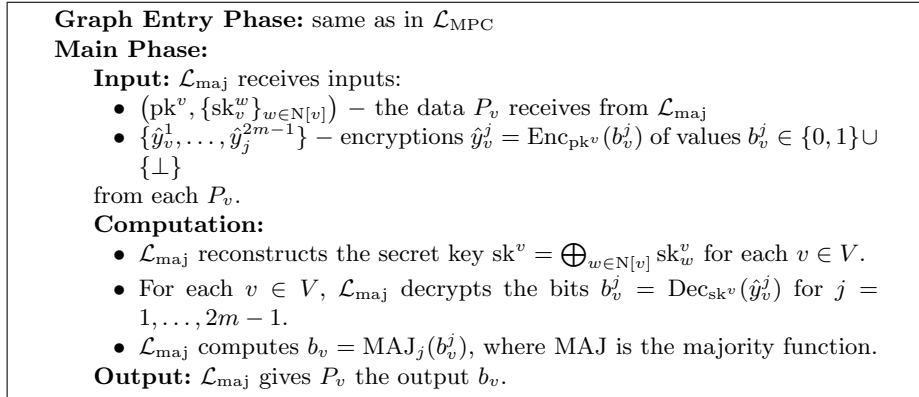 Graph Entry Phase: same as in ℒ_MPC
Main Phase:
Input: ℒ_maj receives inputs:
• (pk^v, {sk_v^w}_{w∈N[v]}) – the data P_v receives from ℒ_maj
• {ŷ_v^1, . . . , ŷ_j^{2m−1}} – encryptions ŷ_v^j = Enc_{pk^v}(b_v^j) of values b_v^j ∈ {0, 1}∪
{⊥}
from each P_v.
Computation:
• ℒ_maj reconstructs the secret key sk^v = ⊕_{w∈N[v]} sk_w^v for each v ∈ V.
• For each v ∈ V, ℒ_maj decrypts the bits b_v^j = Dec_{sk^v}(ŷ_v^j) for j =
1, . . . , 2m − 1.
• ℒ_maj computes b_v = MAJ_j(b_v^j), where MAJ is the majority function.
Output: ℒ_maj gives P_v the output b_v.